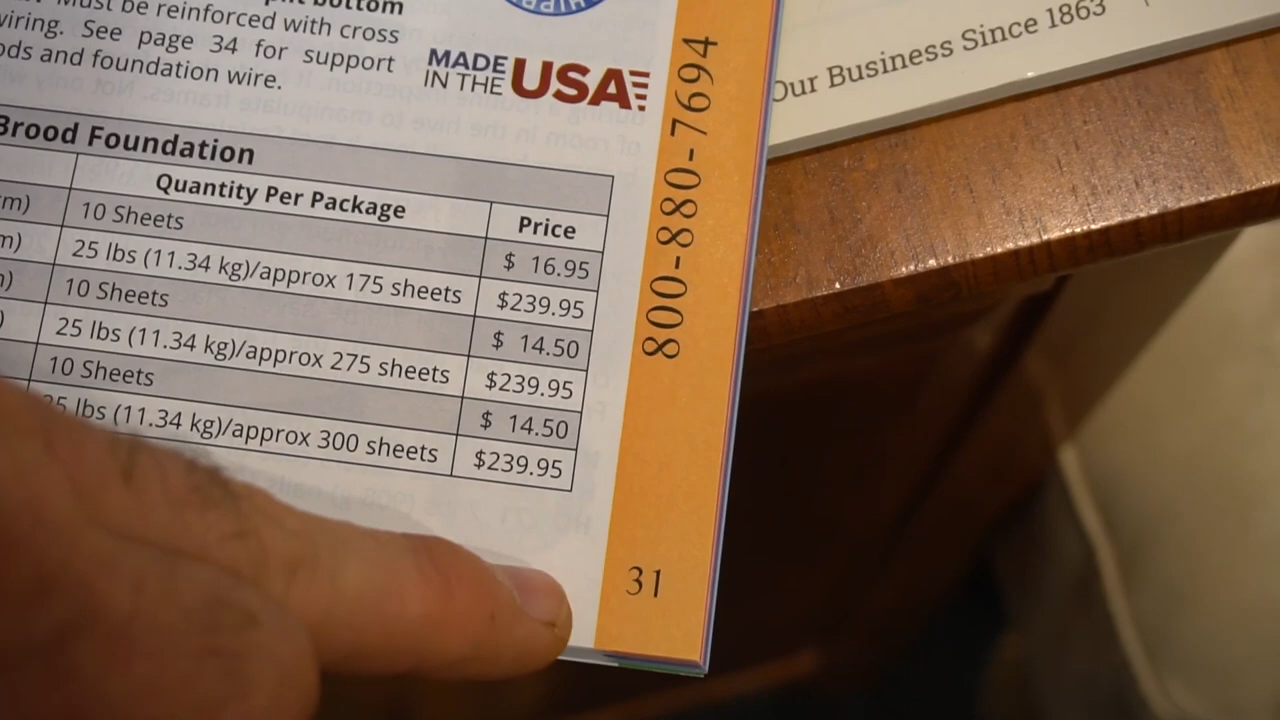 bottom
Must be reinforced with cross
wiring. See page 34 for support
ods and foundation wire.
MADE
IN THE USA
800-880-7694
Our Business Since 1863
Brood Foundation
Quantity Per Package Price
cm) 10 Sheets $ 16.95
m) 25 lbs (11.34 kg)/approx 175 sheets $239.95
) 10 Sheets $ 14.50
) 25 lbs (11.34 kg)/approx 275 sheets $239.95
10 Sheets $ 14.50
25 lbs (11.34 kg)/approx 300 sheets $239.95
31